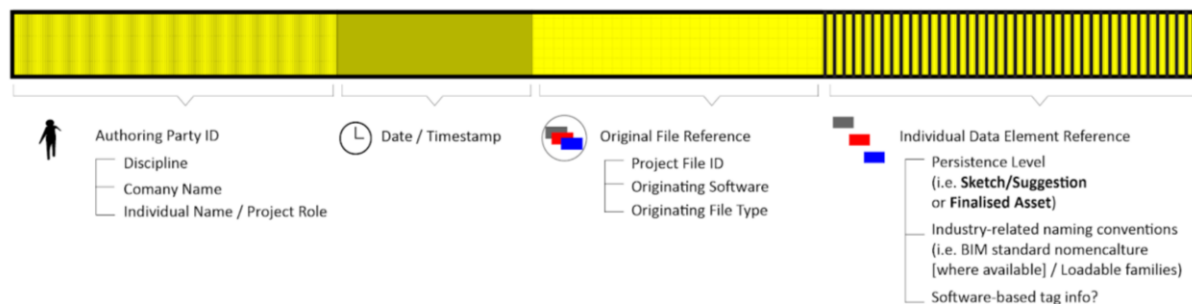 Authoring Party ID
Discipline
Comany Name
Individual Name / Project Role
Date / Timestamp
Original File Reference
Project File ID
Originating Software
Originating File Type
Individual Data Element Reference
Persistence Level
(i.e. Sketch/Suggestion
or Finalised Asset)
Industry-related naming conventions
(i.e. BIM standard nomencalture
[where available] / Loadable families)
Software-based tag info?